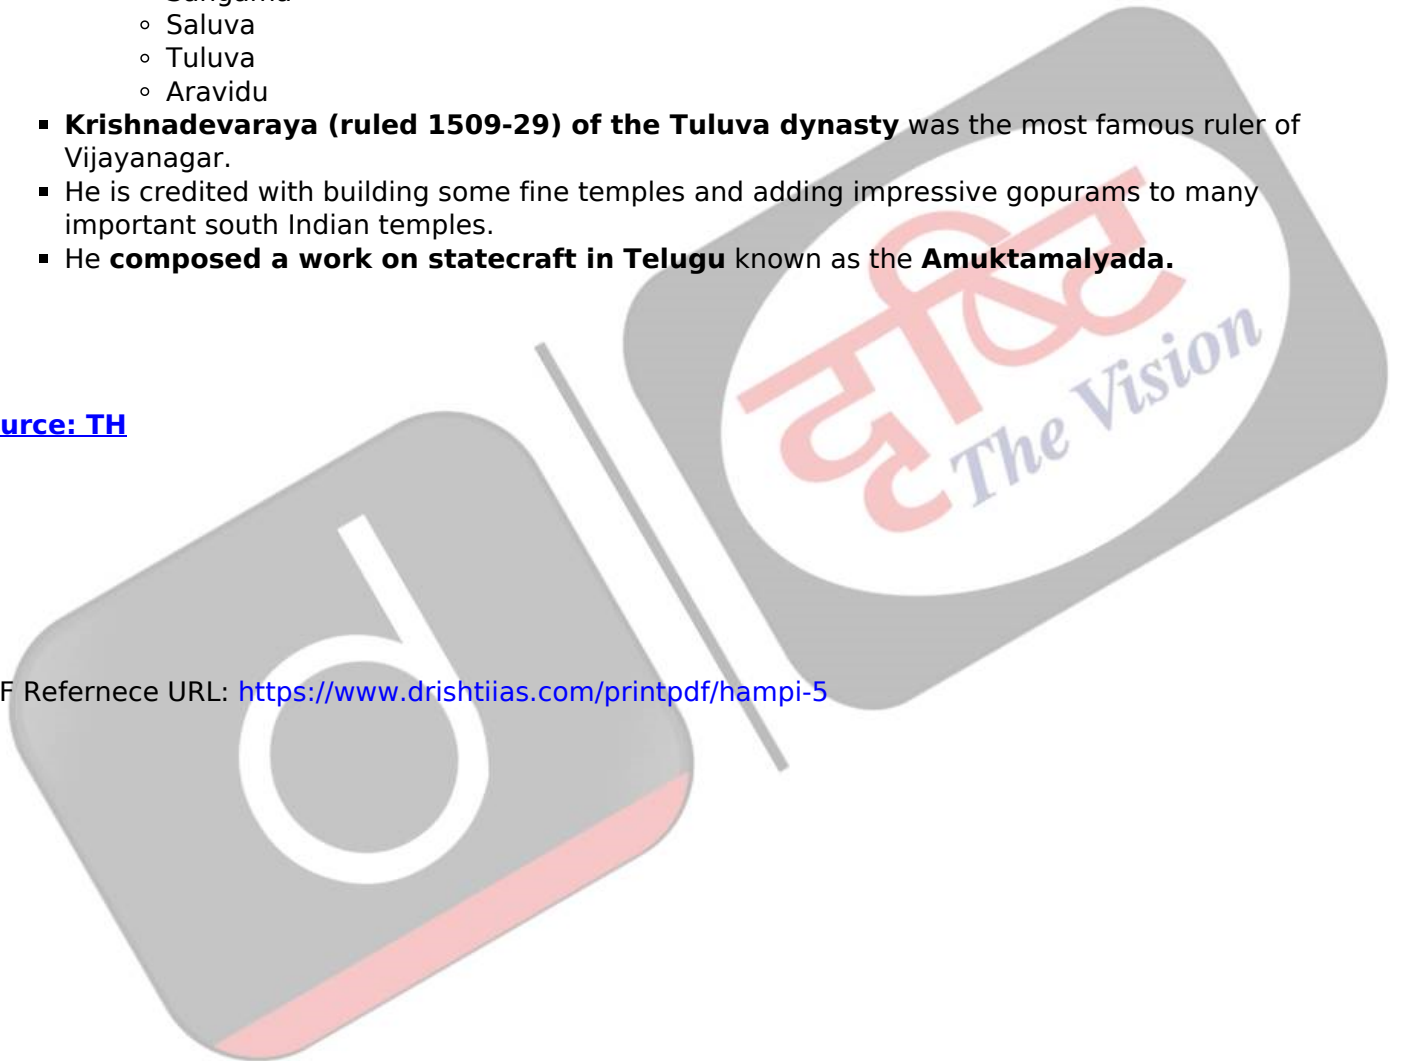 Sangama
◦ Saluva
◦ Tuluva
◦ Aravidu
▪ Krishnadevaraya (ruled 1509-29) of the Tuluva dynasty was the most famous ruler of
Vijayanagar.
▪ He is credited with building some fine temples and adding impressive gopurams to many
important south Indian temples.
▪ He composed a work on statecraft in Telugu known as the Amuktamalyada.
urce: TH
F Refernece URL: https://www.drishtiias.com/printpdf/hampi-5
दृष्टि
The Vision
d